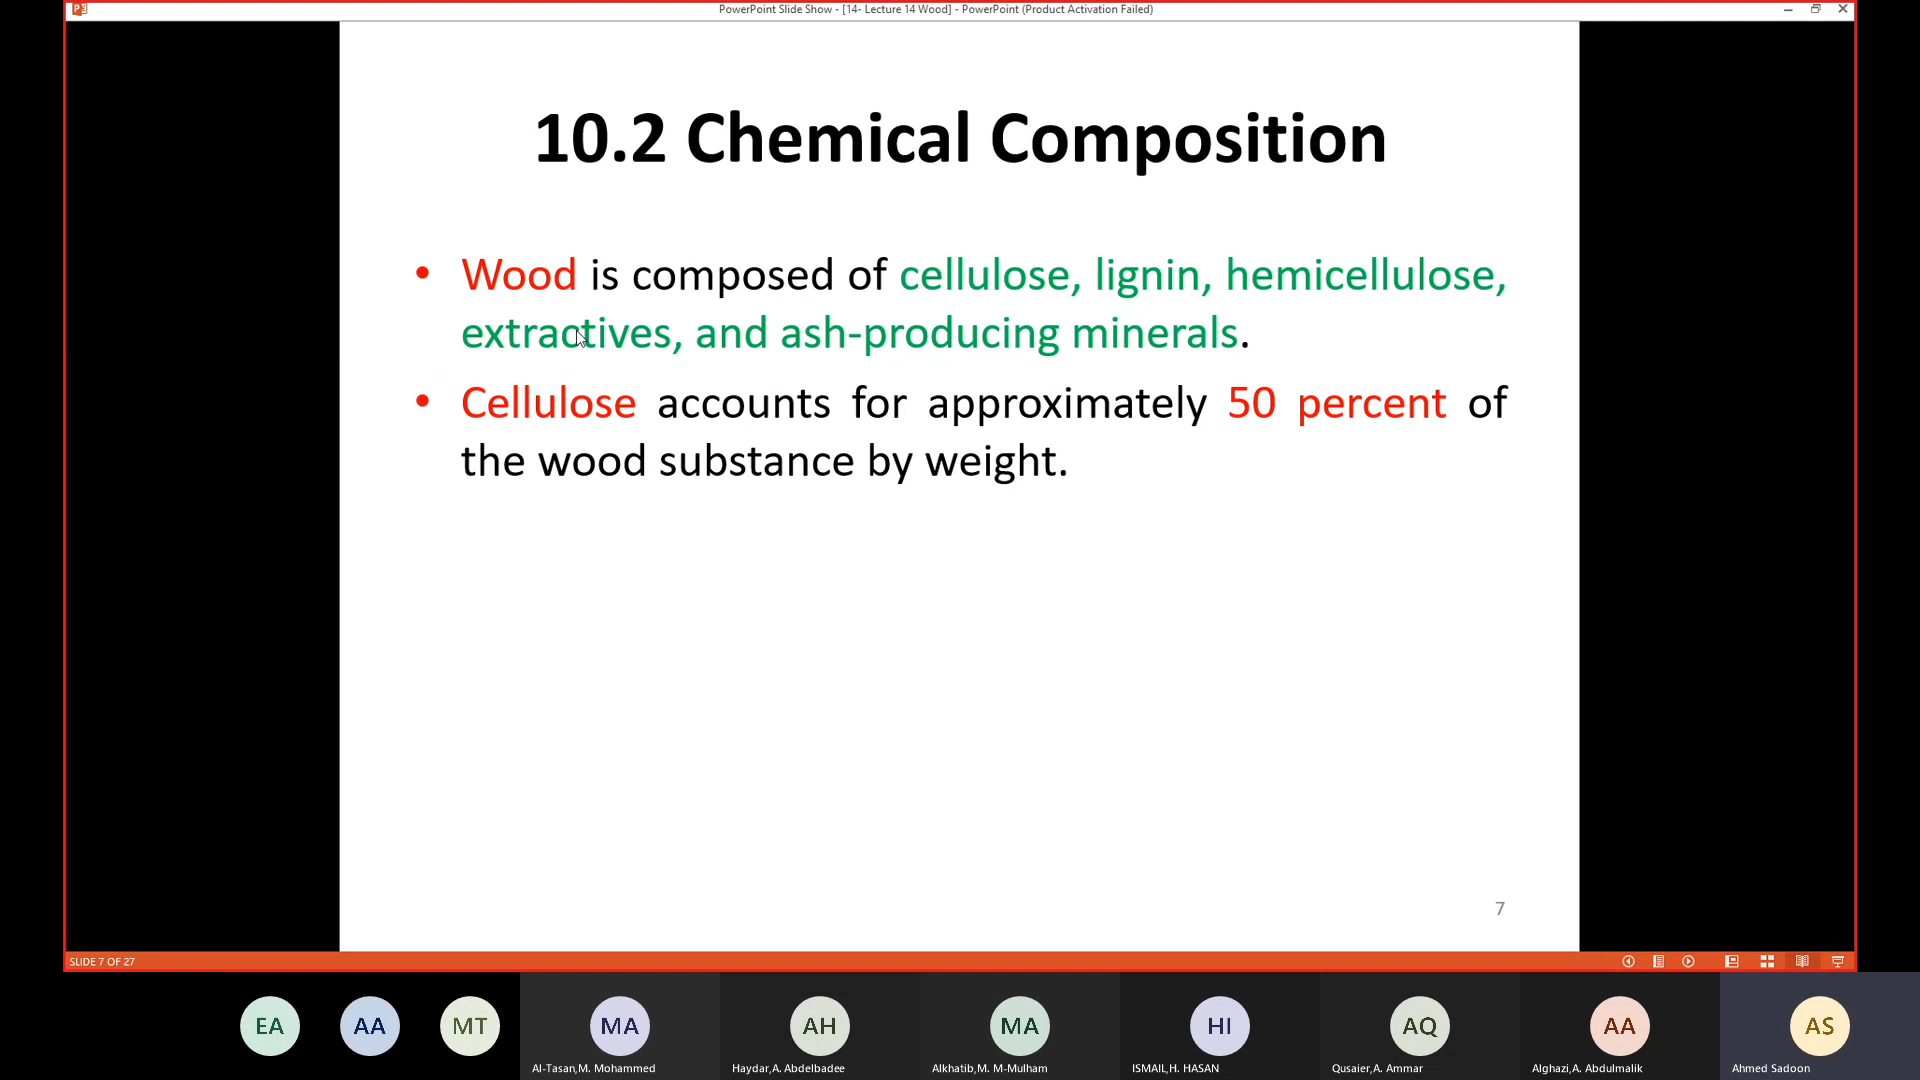 PowerPoint Slide Show - [14- Lecture 14 Wood] - PowerPoint (Product Activation Failed)
10.2 Chemical Composition
• Wood is composed of cellulose, lignin, hemicellulose,
extractives, and ash-producing minerals.
• Cellulose accounts for approximately 50 percent of
the wood substance by weight.
7
SLIDE 7 OF 27
EA AA MT MA AH MA HI AQ AA AS
Al-Tasan,M. Mohammed Haydar,A. Abdelbadee Alkhatib,M. M-Mulham ISMAIL,H. HASAN Qusaier,A. Ammar Alghazi,A. Abdulmalik Ahmed Sadoon